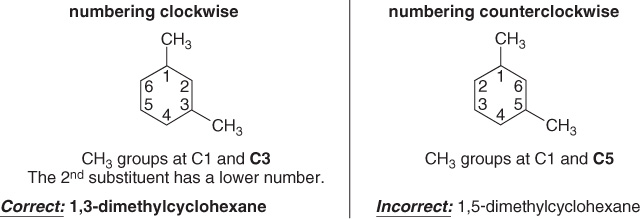 numbering clockwise
CH3
1
6
2
5
3
4
CH3
CH3 groups at C1 and C3
The 2nd substituent has a lower number.
Correct: 1,3-dimethylcyclohexane
numbering counterclockwise
CH3
1
2
6
3
5
4
CH3
CH3 groups at C1 and C5
Incorrect: 1,5-dimethylcyclohexane